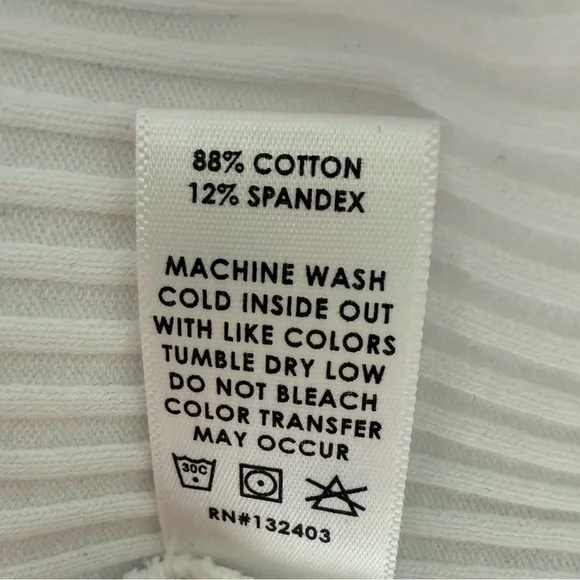 88% COTTON
12% SPANDEX
MACHINE WASH
COLD INSIDE OUT
WITH LIKE COLORS
TUMBLE DRY LOW
DO NOT BLEACH
COLOR TRANSFER
MAY OCCUR
30C
RN#132403